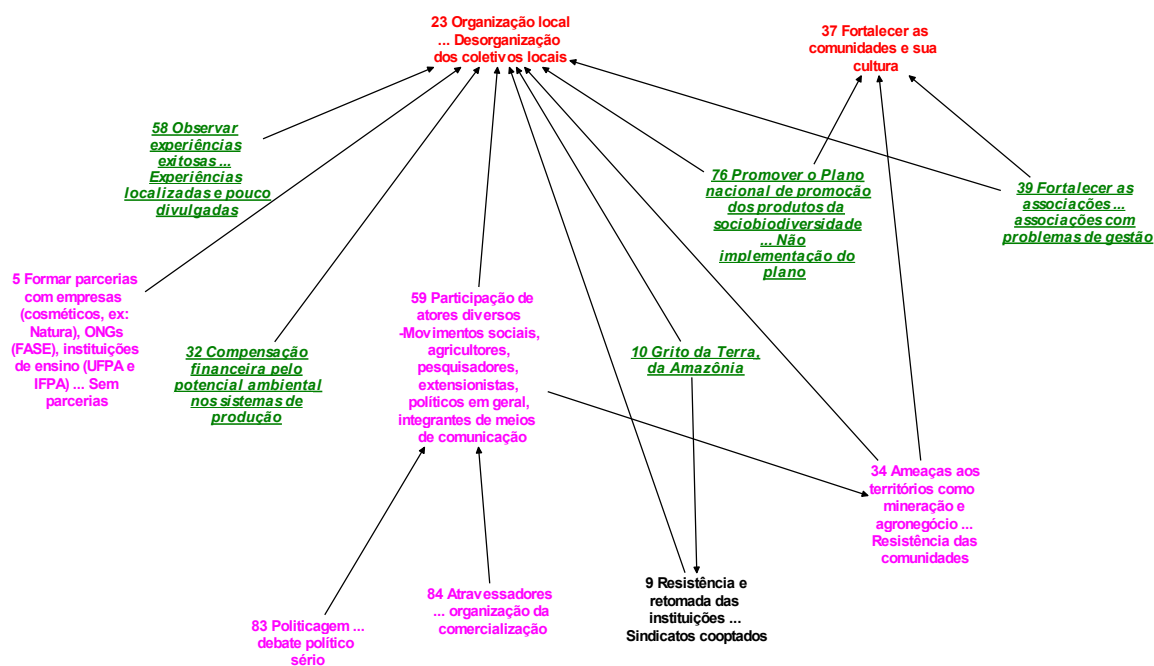 23 Organização local
... Desorganização
dos coletivos locais
37 Fortalecer as
comunidades e sua
cultura
58 Observar
experiências
exitosas ...
Experiências
localizadas e pouco
divulgadas
76 Promover o Plano
nacional de promoção
dos produtos da
sociobiodiversidade
... Não
implementação do
plano
39 Fortalecer as
associações ...
associações com
problemas de gestão
5 Formar parcerias
com empresas
(cosméticos, ex:
Natura), ONGs
(FASE), instituições
de ensino (UFPA e
IFPA) ... Sem
parcerias
32 Compensação
financeira pelo
potencial ambiental
nos sistemas de
produção
59 Participação de
atores diversos
-Movimentos sociais,
agricultores,
pesquisadores,
extensionistas,
políticos em geral,
integrantes de meios
de comunicação
10 Grito da Terra,
da Amazônia
34 Ameaças aos
territórios como
mineração e
agronegócio ...
Resistência das
comunidades
83 Politicagem ...
debate político
sério
84 Atravessadores
... organização da
comercialização
9 Resistência e
retomada das
instituições ...
Sindicatos cooptados